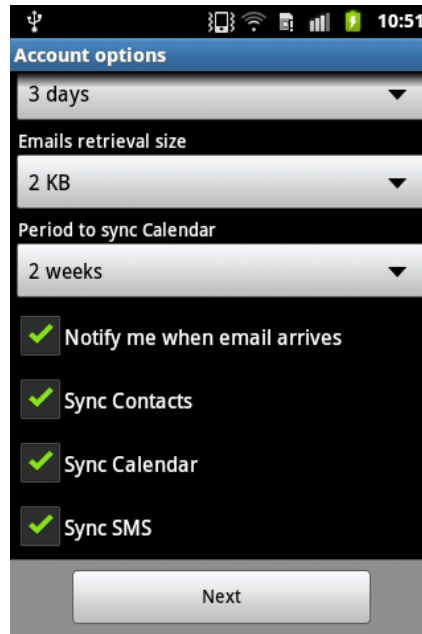 10:51
Account options
3 days
Emails retrieval size
2 KB
Period to sync Calendar
2 weeks
Notify me when email arrives
Sync Contacts
Sync Calendar
Sync SMS
Next